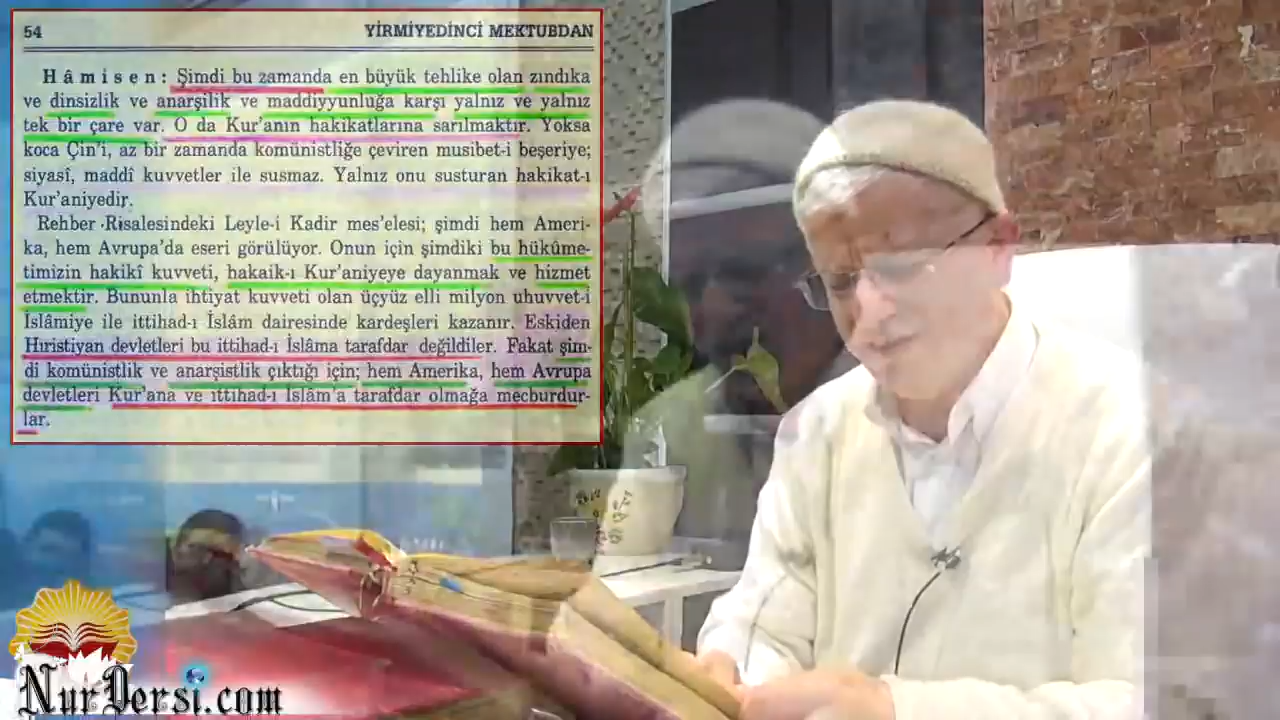 54 YİRMİYEDİNCİ MEKTUBDAN
Hâmisen: Şimdi bu zamanda en büyük tehlike olan zındıka
ve dinsizlik ve anarşilik ve maddiyyunluğa karşı yalnız ve yalnız
tek bir çare var. O da Kur'anın hakikatlarına sarılmaktır. Yoksa
koca Çin'i, az bir zamanda komünistliğe çeviren musibet-i beşeriye;
siyasî, maddî kuvvetler ile susmaz. Yalnız onu susturan hakikat-ı
Kur'aniyedir.
Rehber Risalesindeki Leyle-i Kadir mes'elesi; şimdi hem Ameri-
ka, hem Avrupa'da eseri görülüyor. Onun için şimdiki bu hükûme-
timizin hakikî kuvveti, hakaik-ı Kur'aniyeye dayanmak ve hizmet
etmektir. Bununla ihtiyat kuvveti olan üçyüz elli milyon uhuvvet-i
İslâmiye ile ittihad-ı İslâm dairesinde kardeşleri kazanır. Eskiden
Hıristiyan devletleri bu ittihad-ı İslâma tarafdar değildiler. Fakat şim-
di komünistlik ve anarşistlik çıktığı için; hem Amerika, hem Avrupa
devletleri Kur'ana ve ittihad-ı İslâm'a tarafdar olmağa mecburdur-
lar.
NurDersi.com